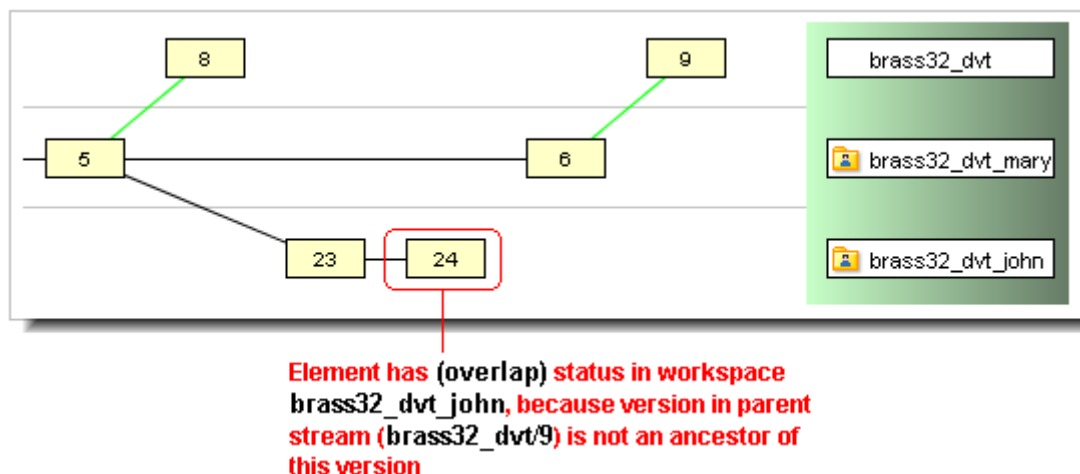 8
9
brass32_dvt
5
6
brass32_dvt_mary
23
24
brass32_dvt_john
Element has (overlap) status in workspace
brass32_dvt_john, because version in parent
stream (brass32_dvt/9) is not an ancestor of
this version